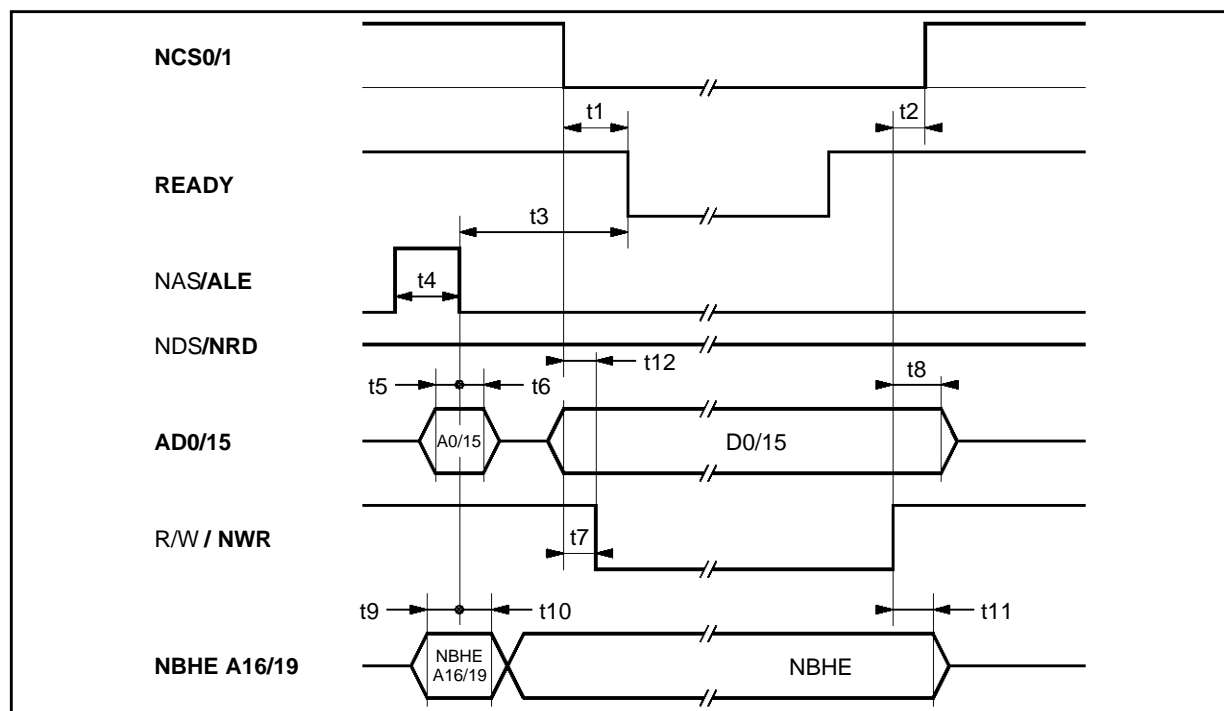 NCS0/1
t1
t2
READY
t3
NAS/ALE
t4
NDS/NRD
t12
t8
t5
t6
AD0/15
A0/15
D0/15
R/W / NWR
t7
t9
t10
t11
NBHE A16/19
NBHE
A16/19
NBHE